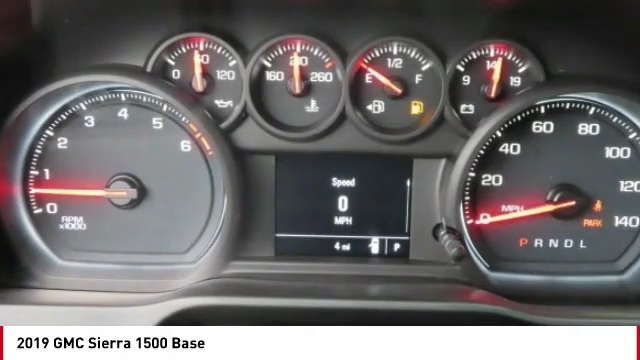 0 60 120
160 210 260
E 1/2 F
9 14 19
0 1 2 3 4 5 6
RPM
x1000
Speed
0
MPH
4 mi P
0 20 40 60 80 100 120 140
MPH
PARK
P R N D L
2019 GMC Sierra 1500 Base